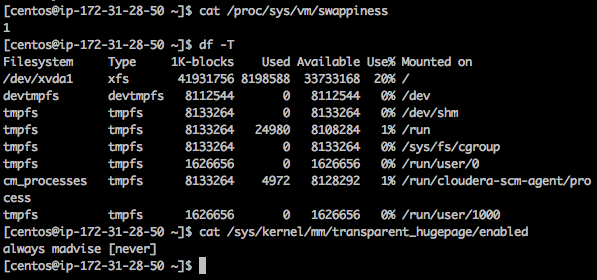 [centos@ip-172-31-28-50 ~]$ cat /proc/sys/vm/swappiness
1
[centos@ip-172-31-28-50 ~]$ df -T
Filesystem     Type     1K-blocks    Used Available Use% Mounted on
/dev/xvda1     xfs       41931756 8198588  33733168  20% /
devtmpfs       devtmpfs   8112544       0   8112544   0% /dev
tmpfs          tmpfs      8133264       0   8133264   0% /dev/shm
tmpfs          tmpfs      8133264   24980   8108284   1% /run
tmpfs          tmpfs      8133264       0   8133264   0% /sys/fs/cgroup
tmpfs          tmpfs      1626656       0   1626656   0% /run/user/0
cm_processes   tmpfs      8133264    4972   8128292   1% /run/cloudera-scm-agent/pro
cess
tmpfs          tmpfs      1626656       0   1626656   0% /run/user/1000
[centos@ip-172-31-28-50 ~]$ cat /sys/kernel/mm/transparent_hugepage/enabled
always madvise [never]
[centos@ip-172-31-28-50 ~]$